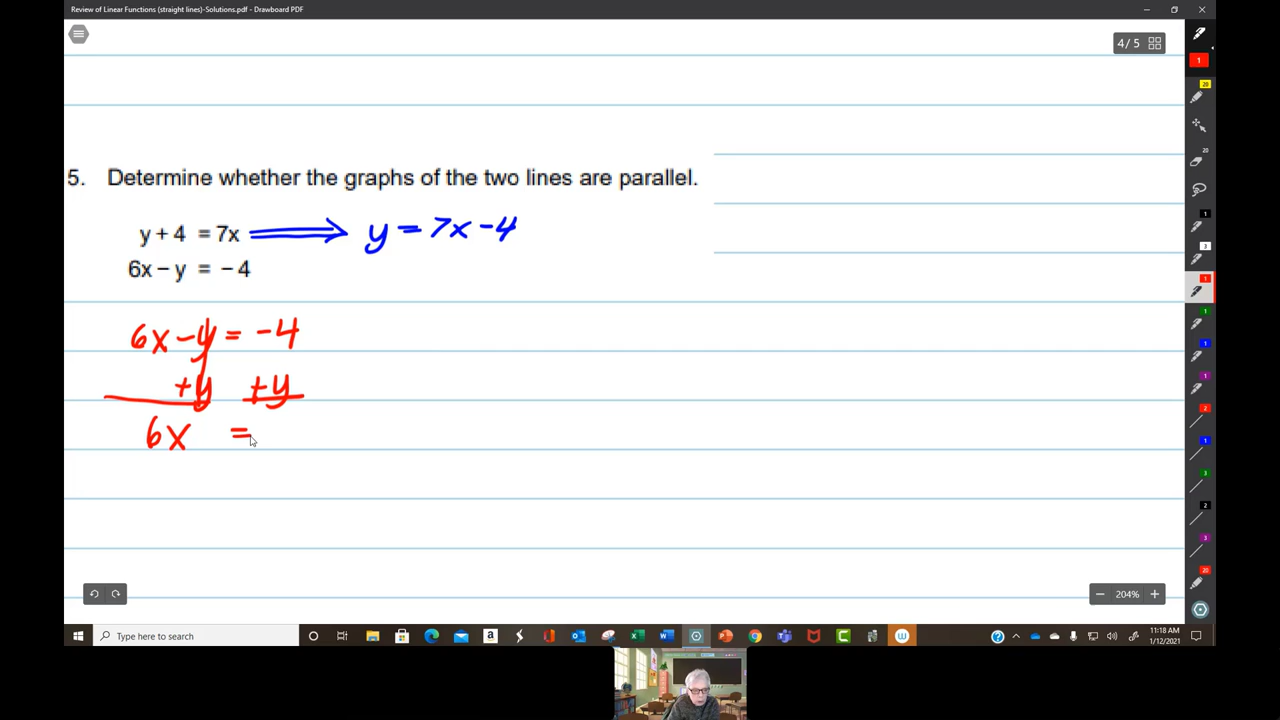 Review of Linear Functions (straight lines)-Solutions.pdf - Drawboard PDF
4 / 5
5. Determine whether the graphs of the two lines are parallel.
y + 4 = 7x ⟹ y = 7x - 4
6x - y = - 4
6x - y = -4
+y +y
6x =
204%
Type here to search
11:18 AM
1/12/2021